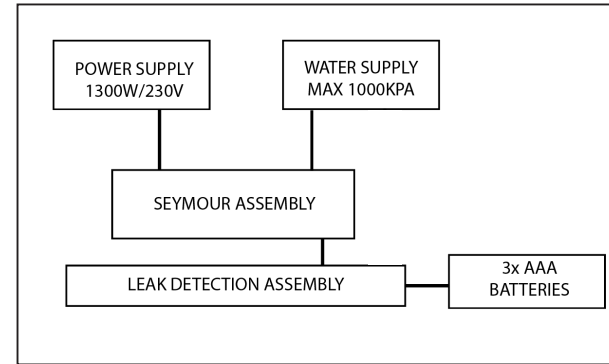 POWER SUPPLY
1300W/230V
WATER SUPPLY
MAX 1000KPA
SEYMOUR ASSEMBLY
LEAK DETECTION ASSEMBLY
3x AAA
BATTERIES